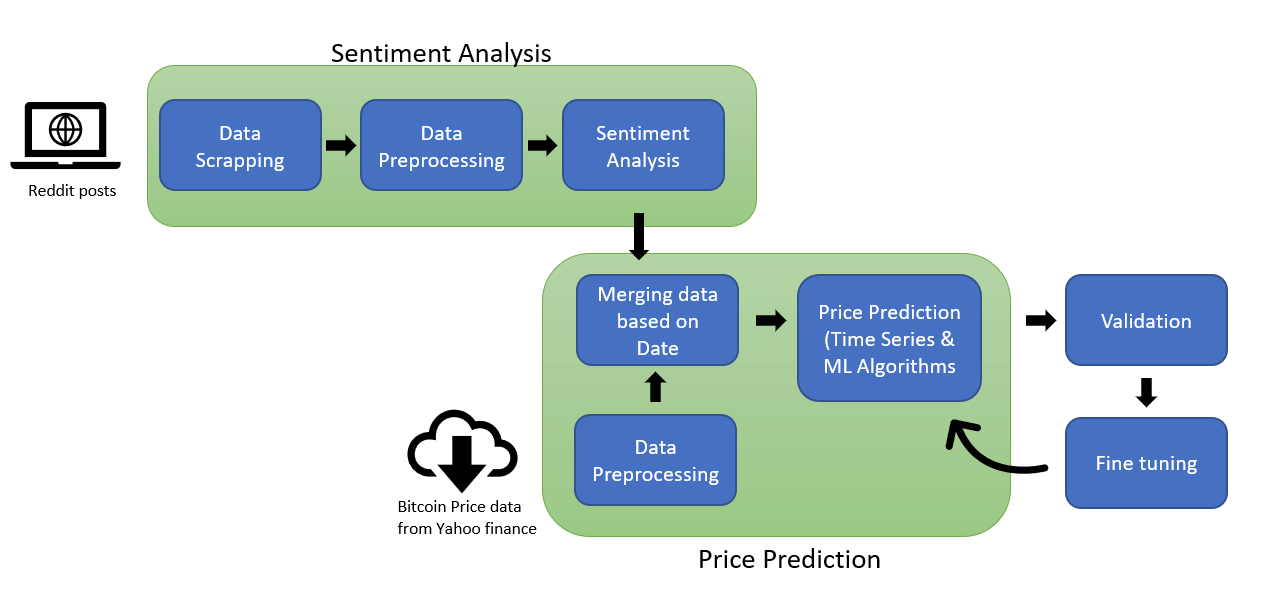 Sentiment Analysis
Data
Scrapping
Data
Preprocessing
Sentiment
Analysis
Reddit posts
Merging data
based on
Date
Price Prediction
(Time Series &
ML Algorithms
Validation
Data
Preprocessing
Fine tuning
Bitcoin Price data
from Yahoo finance
Price Prediction